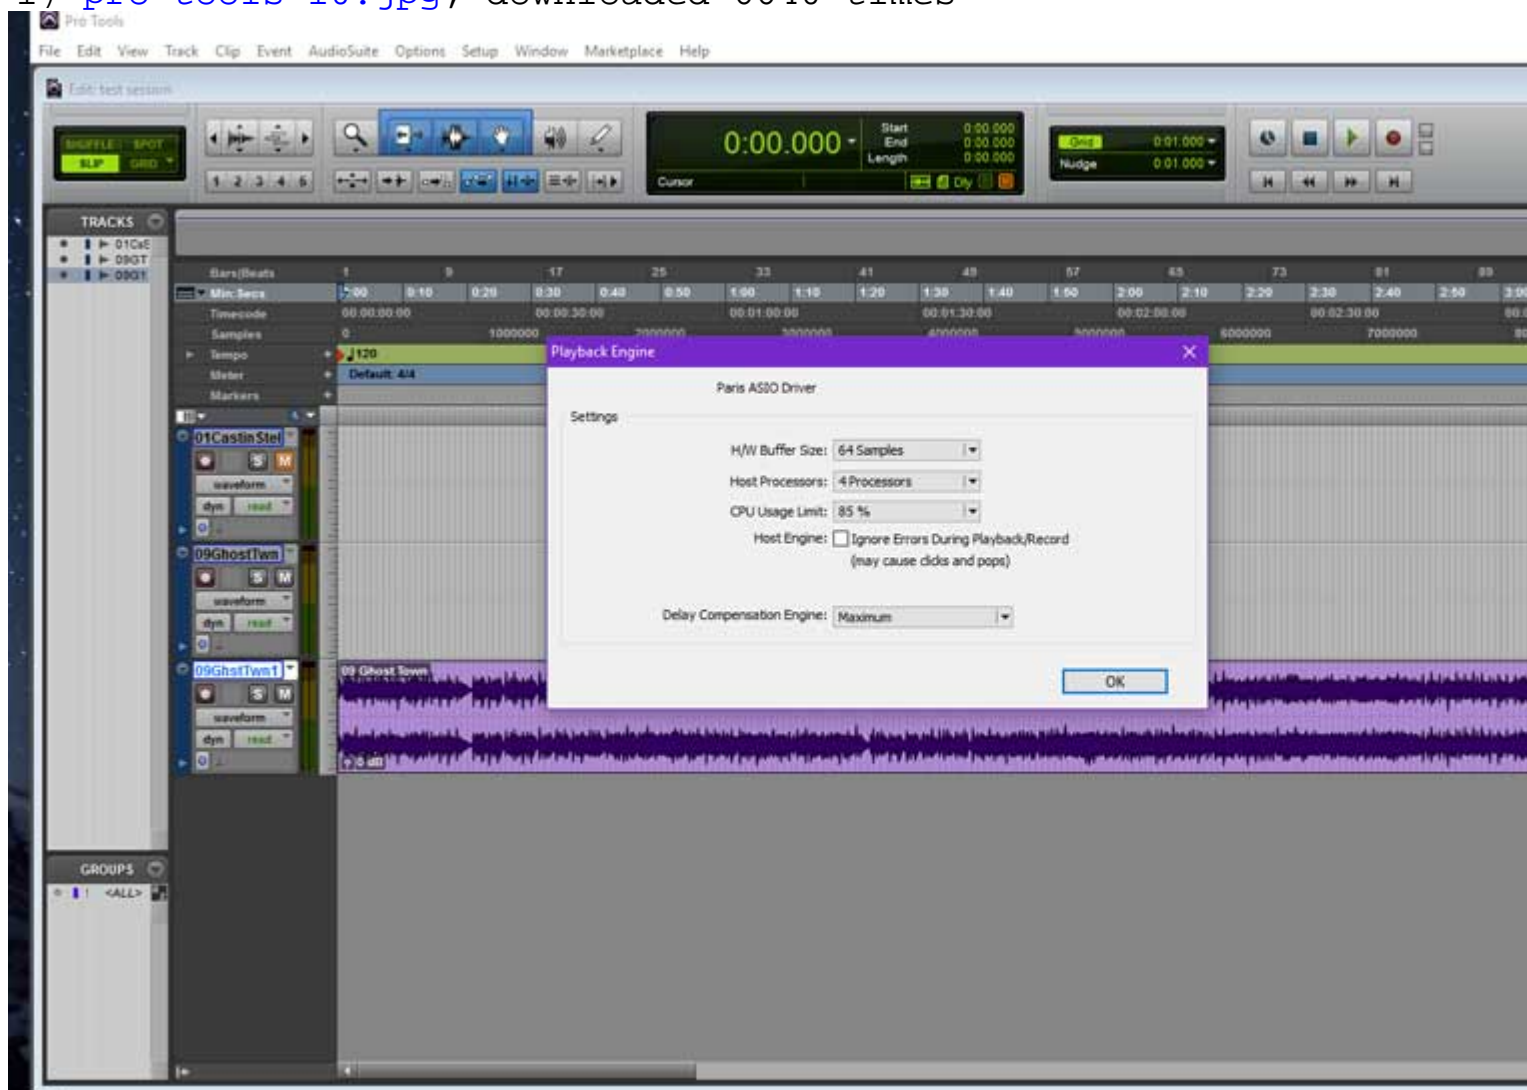 Pro Tools
File Edit View Track Clip Event AudioSuite Options Setup Window Marketplace Help
Edit: test session
SHUFFLE SPOT
SLIP GRID
1 2 3 4 5
0:00.000
Start 0:00.000
End 0:00.000
Length 0:00.000
Cursor
Dly
Grid 0:01.000
Nudge 0:01.000
TRACKS
01CsS
09GT
09GT
Bars|Beats 1 9 17 25 33 41 49 57 65 73 81 89
Min:Secs 0:00 0:10 0:20 0:30 0:40 0:50 1:00 1:10 1:20 1:30 1:40 1:50 2:00 2:10 2:20 2:30 2:40 2:50 3:00
Timecode 00:00:00:00 00:00:30:00 00:01:00:00 00:01:30:00 00:02:00:00 00:02:30:00
Samples 0 1000000 2000000 3000000 4000000 5000000 6000000 7000000
Tempo 120
Meter Default: 4/4
Markers
Playback Engine
Paris ASIO Driver
Settings
H/W Buffer Size: 64 Samples
Host Processors: 4 Processors
CPU Usage Limit: 85 %
Host Engine: Ignore Errors During Playback/Record
(may cause clicks and pops)
Delay Compensation Engine: Maximum
OK
01CastinStel
S M
waveform
dyn read
09GhostTwn
S M
waveform
dyn read
09GhstTwn1
S M
waveform
dyn read
09 Ghost Town
0 dB
GROUPS
! <ALL>